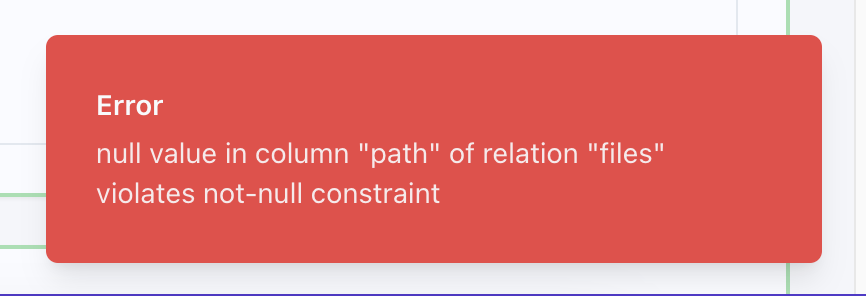 Error
null value in column "path" of relation "files"
violates not-null constraint